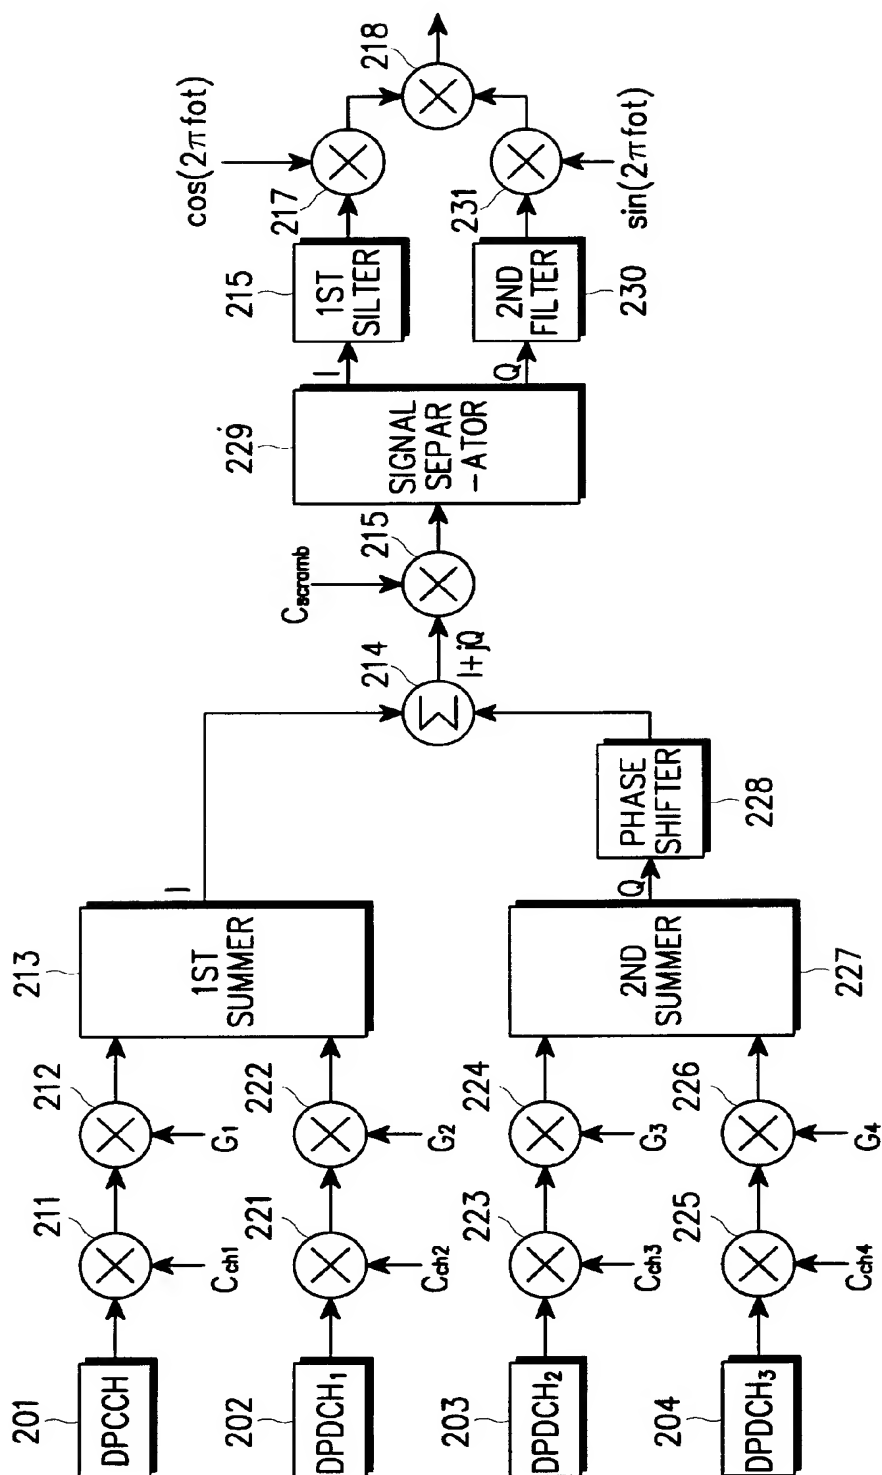 201
DPCCH
211
Cch1
212
G1
213
1ST
SUMMER
I
202
DPDCH1
221
Cch2
222
G2
203
DPDCH2
223
Cch3
224
G3
227
2ND
SUMMER
Q
204
DPDCH3
225
Cch4
226
G4
PHASE
SHIFTER
228
214
I+jQ
Cscramb
215
229
SIGNAL
SEPAR
-ATOR
I
Q
215
1ST
SILTER
2ND
FILTER
230
cos(2πfot)
217
231
sin(2πfot)
218